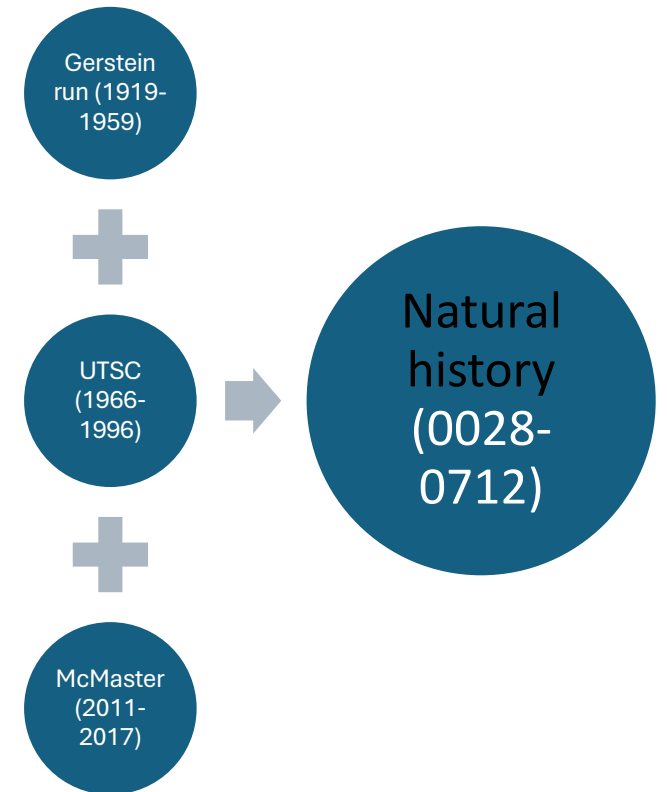 Gerstein
run (1919-
1959)
UTSC
(1966-
1996)
McMaster
(2011-
2017)
Natural
history
(0028-
0712)